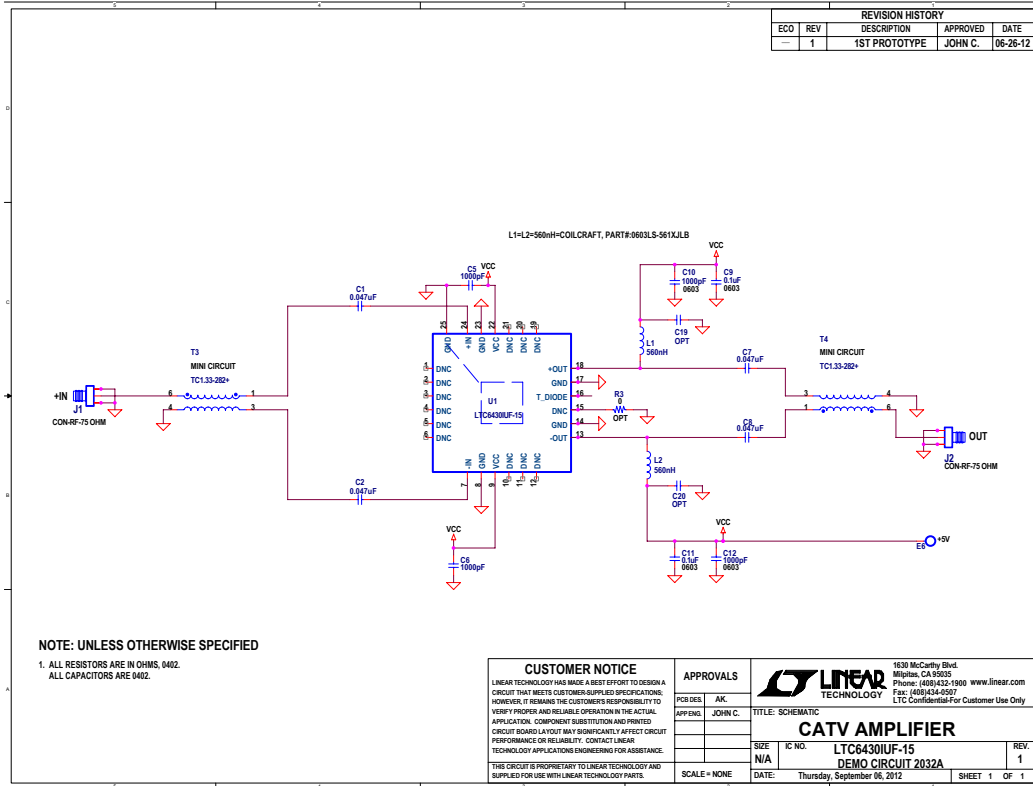 REVISION HISTORY
ECO REV DESCRIPTION APPROVED DATE
— 1 1ST PROTOTYPE JOHN C. 06-26-12
L1=L2=560nH=COILCRAFT, PART#:0603LS-561XJLB
VCC
C10
1000pF
0603
C9
0.1uF
0603
C5
1000pF
VCC
C1
0.047uF
C19
OPT
L1
560nH
25 24 23 22 21 20 19
GND +IN GND VCC DNC DNC DNC
T3
MINI CIRCUIT
TC1.33-282+
T4
MINI CIRCUIT
TC1.33-282+
C7
0.047uF
+IN
J1
CON-RF-75 OHM
6 1
4 3
1 DNC
2 DNC
3 DNC
4 DNC
5 DNC
6 DNC
U1
LTC6430IUF-15
+OUT 18
GND 17
T_DIODE 16
DNC 15
GND 14
-OUT 13
R3
0
OPT
3 4
1 6
C8
0.047uF
OUT
J2
CON-RF-75 OHM
-IN GND VCC DNC DNC DNC
7 8 9 10 11 12
C2
0.047uF
L2
560nH
C20
OPT
VCC
C6
1000pF
VCC
C11
0.1uF
0603
C12
1000pF
0603
E6
+5V
NOTE: UNLESS OTHERWISE SPECIFIED
1. ALL RESISTORS ARE IN OHMS, 0402.
ALL CAPACITORS ARE 0402.
CUSTOMER NOTICE
LINEAR TECHNOLOGY HAS MADE A BEST EFFORT TO DESIGN A
CIRCUIT THAT MEETS CUSTOMER-SUPPLIED SPECIFICATIONS;
HOWEVER, IT REMAINS THE CUSTOMER'S RESPONSIBILITY TO
VERIFY PROPER AND RELIABLE OPERATION IN THE ACTUAL
APPLICATION. COMPONENT SUBSTITUTION AND PRINTED
CIRCUIT BOARD LAYOUT MAY SIGNIFICANTLY AFFECT CIRCUIT
PERFORMANCE OR RELIABILITY. CONTACT LINEAR
TECHNOLOGY APPLICATIONS ENGINEERING FOR ASSISTANCE.
THIS CIRCUIT IS PROPRIETARY TO LINEAR TECHNOLOGY AND
SUPPLIED FOR USE WITH LINEAR TECHNOLOGY PARTS.
APPROVALS
PCB DES. AK.
APP ENG. JOHN C.
SCALE = NONE
LINEAR
TECHNOLOGY
1630 McCarthy Blvd.
Milpitas, CA 95035
Phone: (408)432-1900 www.linear.com
Fax: (408)434-0507
LTC Confidential-For Customer Use Only
TITLE: SCHEMATIC
CATV AMPLIFIER
SIZE
N/A
IC NO.
LTC6430IUF-15
DEMO CIRCUIT 2032A
REV.
1
DATE: Thursday, September 06, 2012
SHEET 1 OF 1